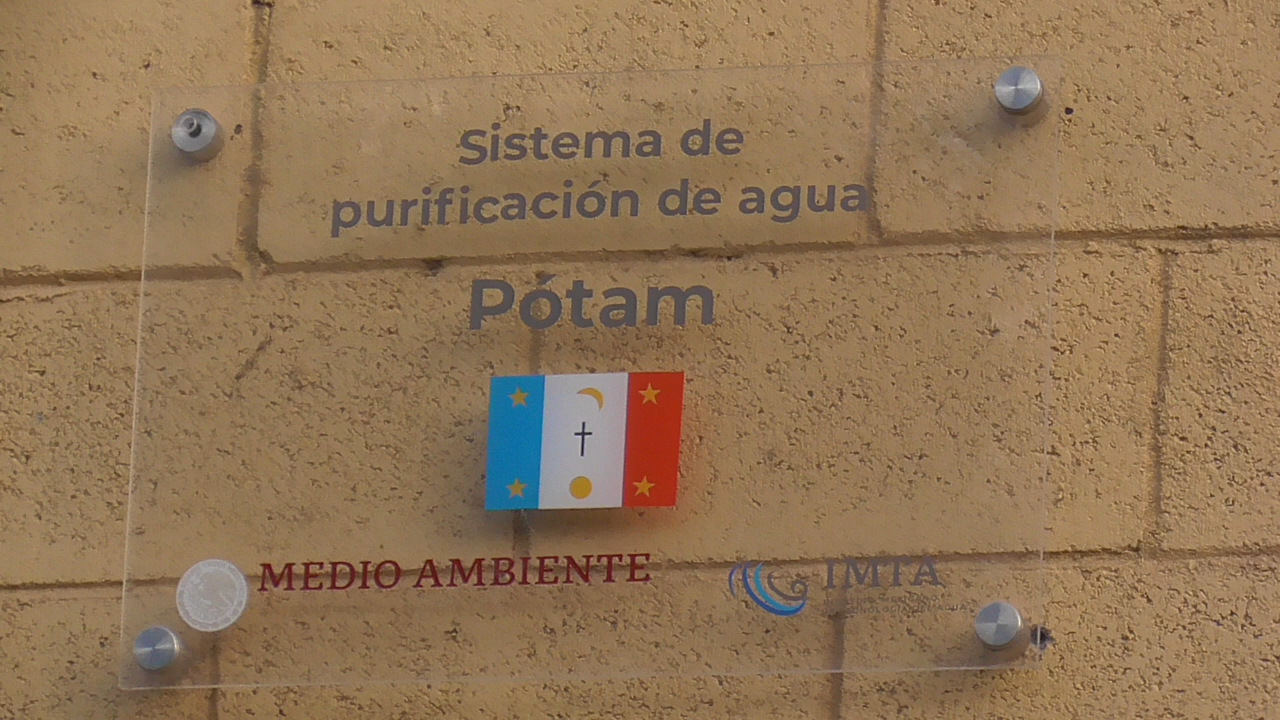 Sistema de
purificación de agua
Pótam
MEDIO AMBIENTE
IMTA